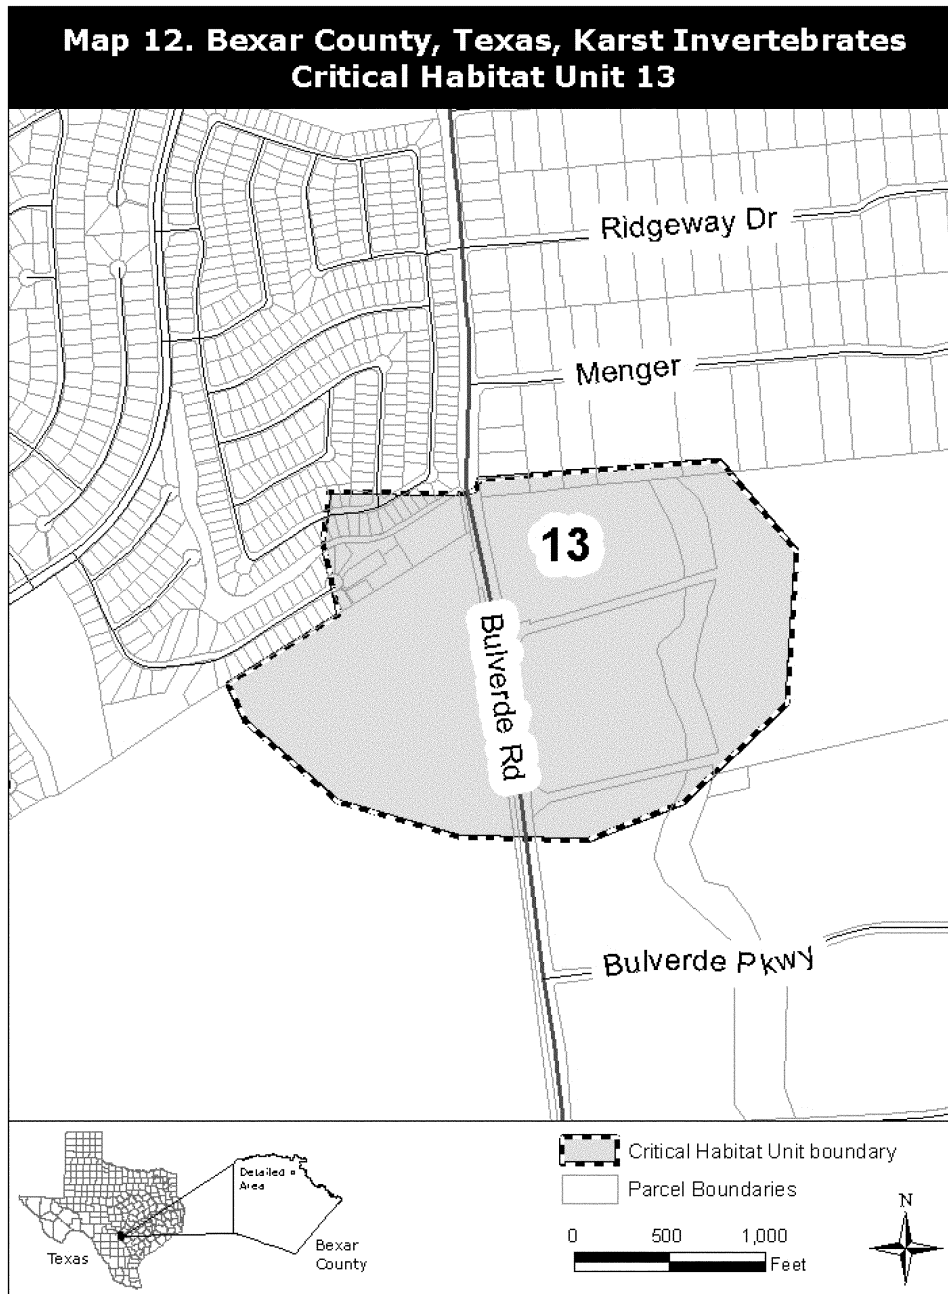 Map 12. Bexar County, Texas, Karst Invertebrates
Critical Habitat Unit 13
Ridgeway Dr
Menger
13
Bulverde Rd
Bulverde Pkwy
Detailed
Area
Texas
Bexar
County
Critical Habitat Unit boundary
Parcel Boundaries
0 500 1,000
Feet
N